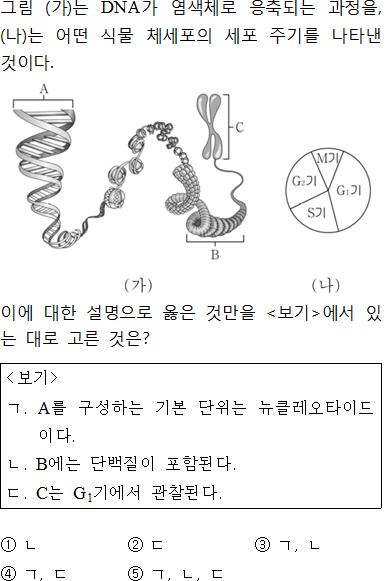 그림 (가)는 DNA가 염색체로 응축되는 과정을,
(나)는 어떤 식물 체세포의 세포 주기를 나타낸
것이다.
A
C
B
M기
G₂기
G₁기
S기
(가)
(나)
이에 대한 설명으로 옳은 것만을 <보기>에서 있
는 대로 고른 것은?
<보기>
ㄱ. A를 구성하는 기본 단위는 뉴클레오타이드
이다.
ㄴ. B에는 단백질이 포함된다.
ㄷ. C는 G₁기에서 관찰된다.
① ㄴ ② ㄷ ③ ㄱ, ㄴ
④ ㄱ, ㄷ ⑤ ㄱ, ㄴ, ㄷ